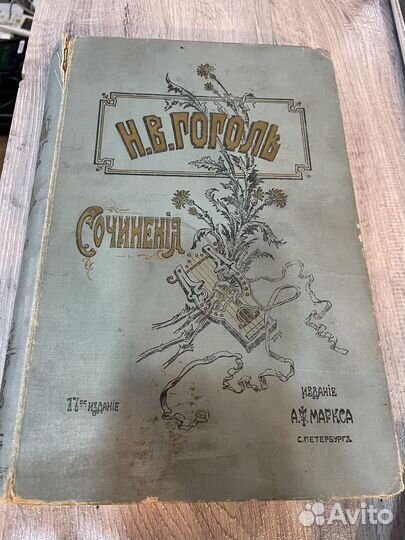 Н.В.ГОГОЛЬ
СОЧИНЕНІЯ
17ОЕ ИЗДАНІЕ
ИЗДАНІЕ
А.Ф. МАРКСА
С.ПЕТЕРБУРГЪ
Avito